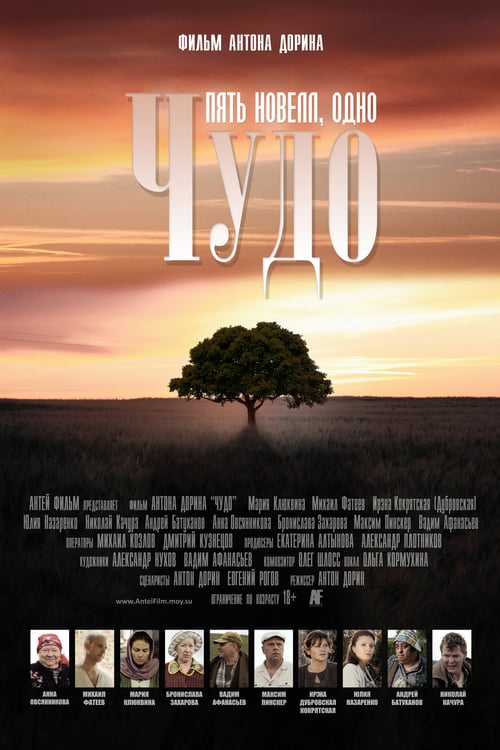 ФИЛЬМ АНТОНА ДОРИНА
ПЯТЬ НОВЕЛЛ, ОДНО
ЧУДО
АНТЕЙ ФИЛЬМ ПРЕДСТАВЛЯЕТ ФИЛЬМ АНТОНА ДОРИНА "ЧУДО" МАРИЯ КЛЮКВИНА МИХАИЛ ФАТЕЕВ ИРЭНА КОКРЯТСКАЯ (ДУБРОВСКАЯ)
ЮЛИЯ НАЗАРЕНКО НИКОЛАЙ КАЧУРА АНДРЕЙ БАТУХАНОВ АННА ОВСЯННИКОВА БРОНИСЛАВА ЗАХАРОВА МАКСИМ ПИНСКЕР ВАДИМ АФАНАСЬЕВ
ОПЕРАТОРЫ МИХАИЛ КОЗЛОВ ДМИТРИЙ КУЗНЕЦОВ ПРОДЮСЕРЫ ЕКАТЕРИНА АЛТЫНОВА АЛЕКСАНДР ПЛОТНИКОВ
ХУДОЖНИКИ АЛЕКСАНДР НУХОВ ВАДИМ АФАНАСЬЕВ КОМПОЗИТОР ОЛЕГ ШЛОСС ВОКАЛ ОЛЬГА КОРМУХИНА
СЦЕНАРИСТЫ АНТОН ДОРИН ЕВГЕНИЙ РОГОВ РЕЖИССЕР АНТОН ДОРИН
www.AnteiFilm.moy.su ОГРАНИЧЕНИЕ ПО ВОЗРАСТУ 18+ AF
АННА ОВСЯННИКОВА
МИХАИЛ ФАТЕЕВ
МАРИЯ КЛЮКВИНА
БРОНИСЛАВА ЗАХАРОВА
ВАДИМ АФАНАСЬЕВ
МАКСИМ ПИНСКЕР
ИРЭНА ДУБРОВСКАЯ КОКРЯТСКАЯ
ЮЛИЯ НАЗАРЕНКО
АНДРЕЙ БАТУХАНОВ
НИКОЛАЙ КАЧУРА